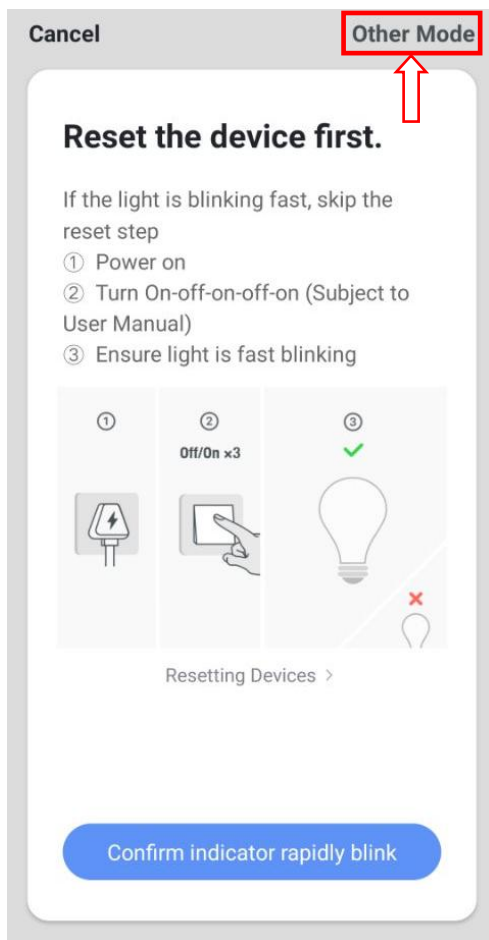 Cancel
Other Mode
Reset the device first.
If the light is blinking fast, skip the
reset step
① Power on
② Turn On-off-on-off-on (Subject to
User Manual)
③ Ensure light is fast blinking
①
②
③
Off/On ×3
Resetting Devices >
Confirm indicator rapidly blink